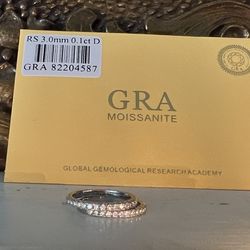 RS 3.0mm 0.1ct D
GRA 82204587
GRA
MOISSANITE
GLOBAL GEMOLOGICAL RESEARCH ACADEMY